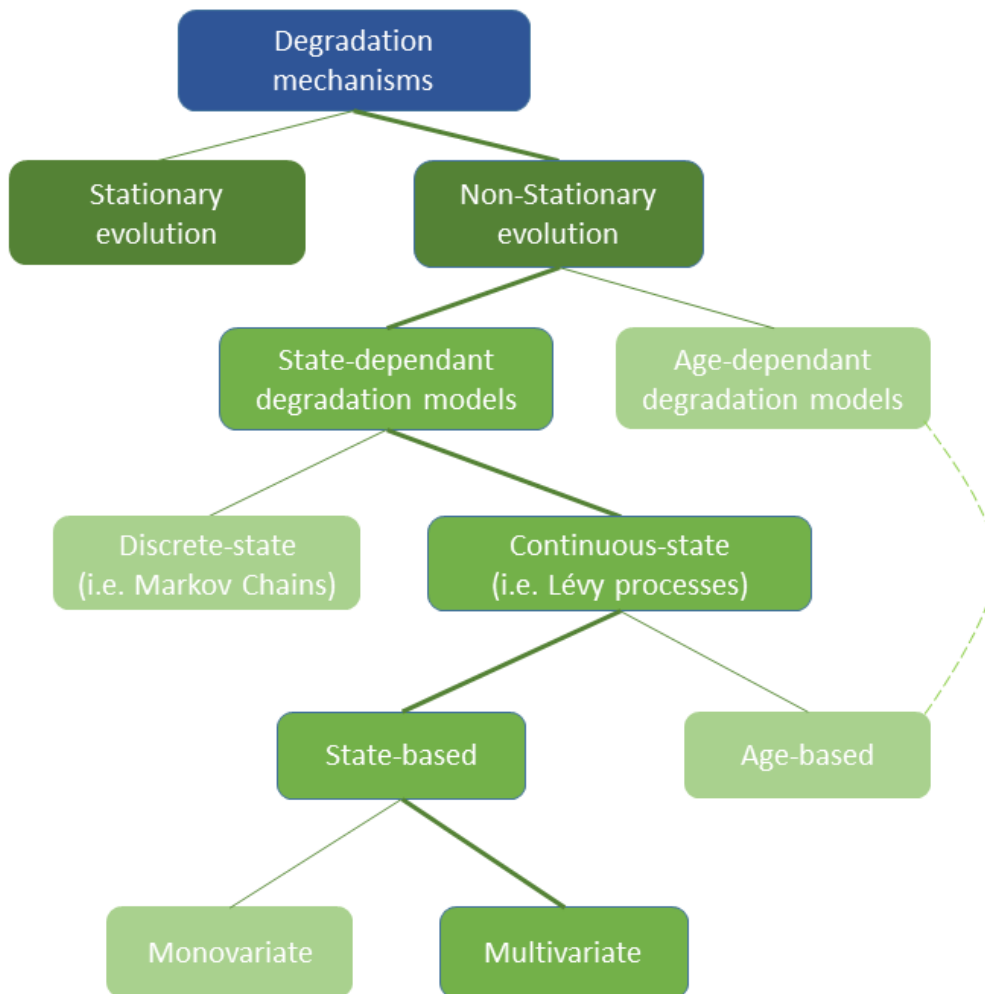 Degradation
mechanisms
Stationary
evolution
Non-Stationary
evolution
State-dependant
degradation models
Age-dependant
degradation models
Discrete-state
(i.e. Markov Chains)
Continuous-state
(i.e. Lévy processes)
State-based
Age-based
Monovariate
Multivariate